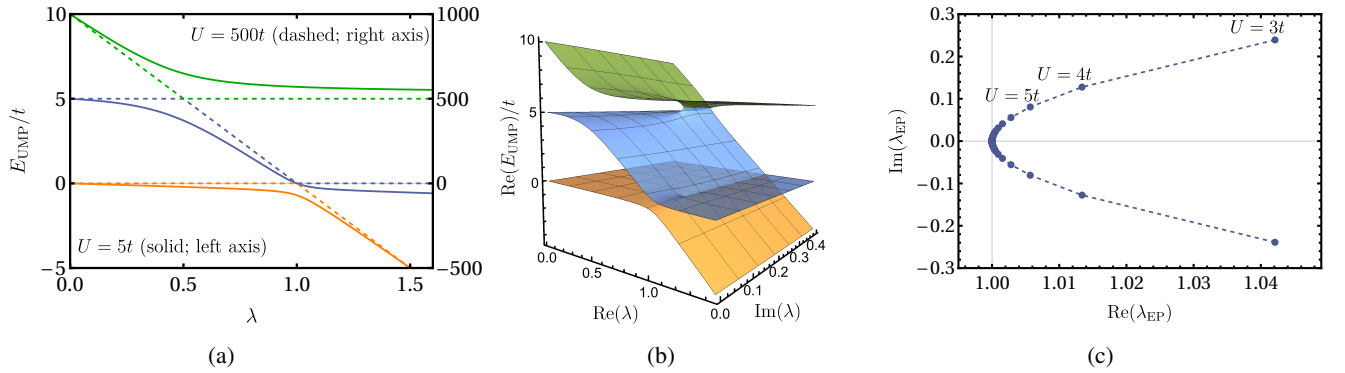 10
5
0
−5
E_UMP/t
0.0
0.5
1.0
1.5
λ
1000
500
0
−500
U = 500t (dashed; right axis)
U = 5t (solid; left axis)
(a)
10
5
0
Re(E_UMP)/t
0.0
0.5
1.0
Re(λ)
0.0
0.1
0.2
0.3
0.4
Im(λ)
(b)
0.3
0.2
0.1
0.0
−0.1
−0.2
−0.3
Im(λ_EP)
U = 3t
U = 4t
U = 5t
1.00
1.01
1.02
1.03
1.04
Re(λ_EP)
(c)